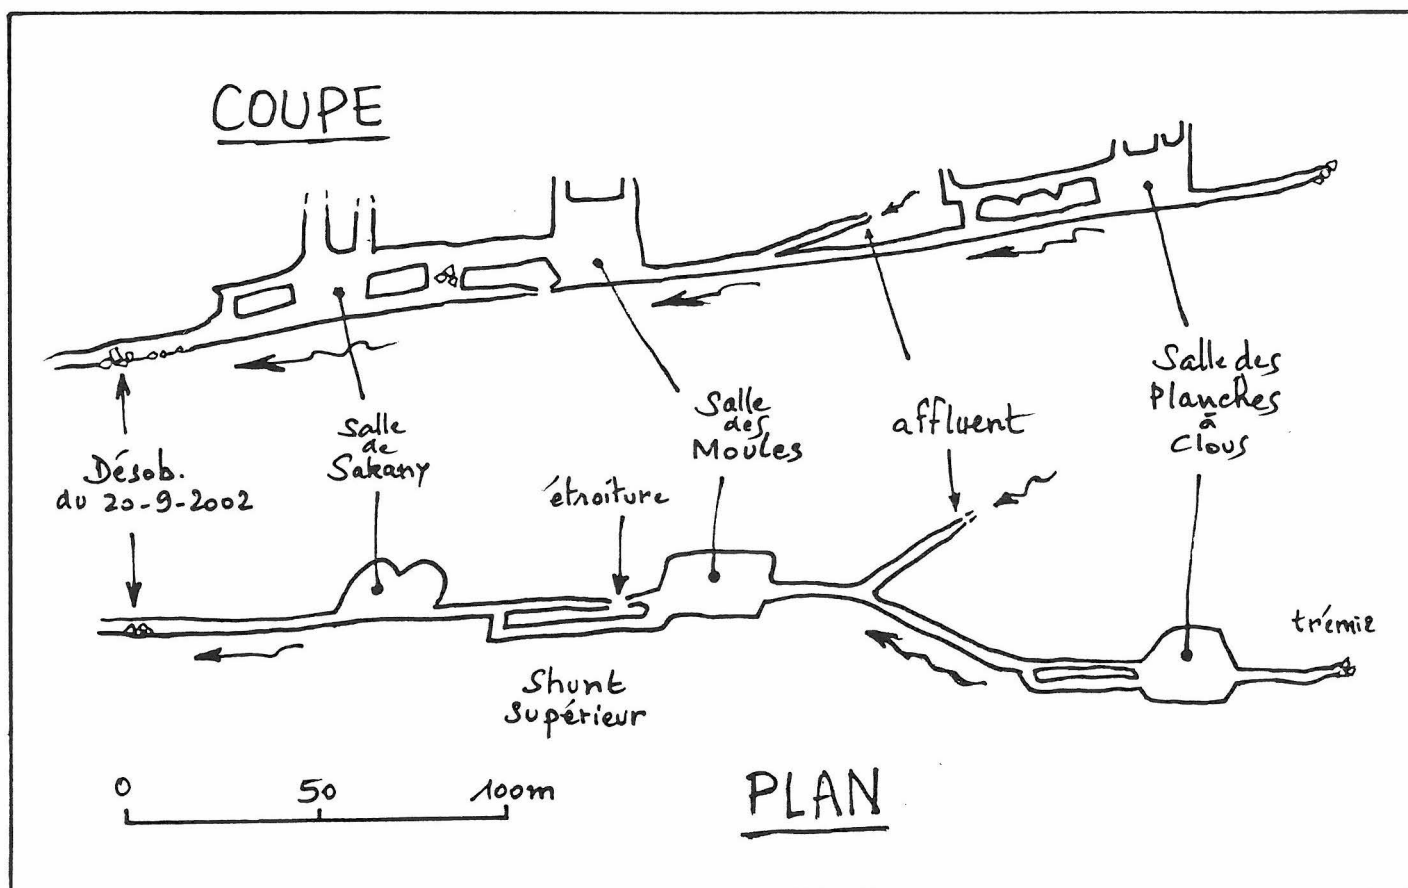 COUPE
Désob.
du 20-9-2002
Salle
de
Sakany
étroiture
Salle
des
Moules
affluent
Salle des
Planches
à
Clous
trémie
Shunt
Supérieur
0 50 100m
PLAN